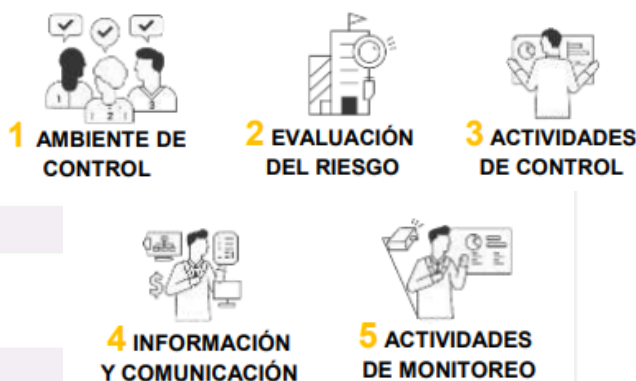 1 AMBIENTE DE
CONTROL
2 EVALUACIÓN
DEL RIESGO
3 ACTIVIDADES
DE CONTROL
4 INFORMACIÓN
Y COMUNICACIÓN
5 ACTIVIDADES
DE MONITOREO